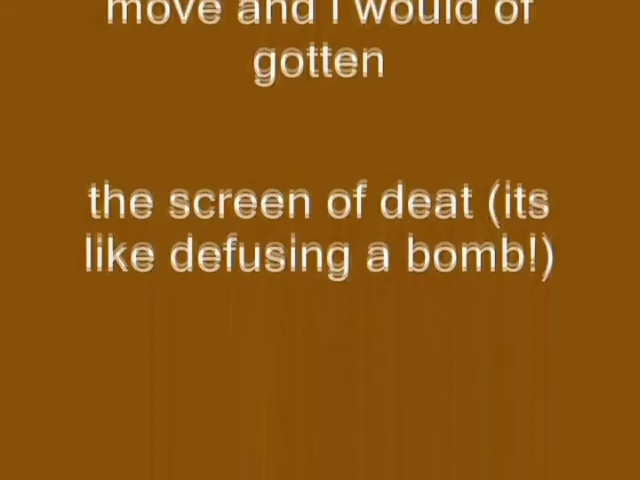 move and i would of
gotten
the screen of deat (its
like defusing a bomb!)